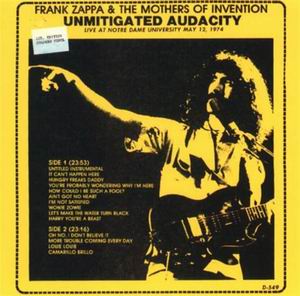 FRANK ZAPPA & THE MOTHERS OF INVENTION
UNMITIGATED AUDACITY
LIVE AT NOTRE DAME UNIVERSITY MAY 12, 1974
SIDE 1 (23:53)
UNTITLED INSTRUMENTAL
IT CAN'T HAPPEN HERE
HUNGRY FREAKS DADDY
YOU'RE PROBABLY WONDERING WHY I'M HERE
HOW COULD I BE SUCH A FOOL?
AIN'T GOT NO HEART
I'M NOT SATISFIED
WOWIE ZOWIE
LET'S MAKE THE WATER TURN BLACK
HARRY YOU'RE A BEAST
SIDE 2 (23:16)
OH NO, I DON'T BELIEVE IT
MORE TROUBLE COMING EVERY DAY
LOUIE LOUIE
CAMARILLO BRILLO
D-549